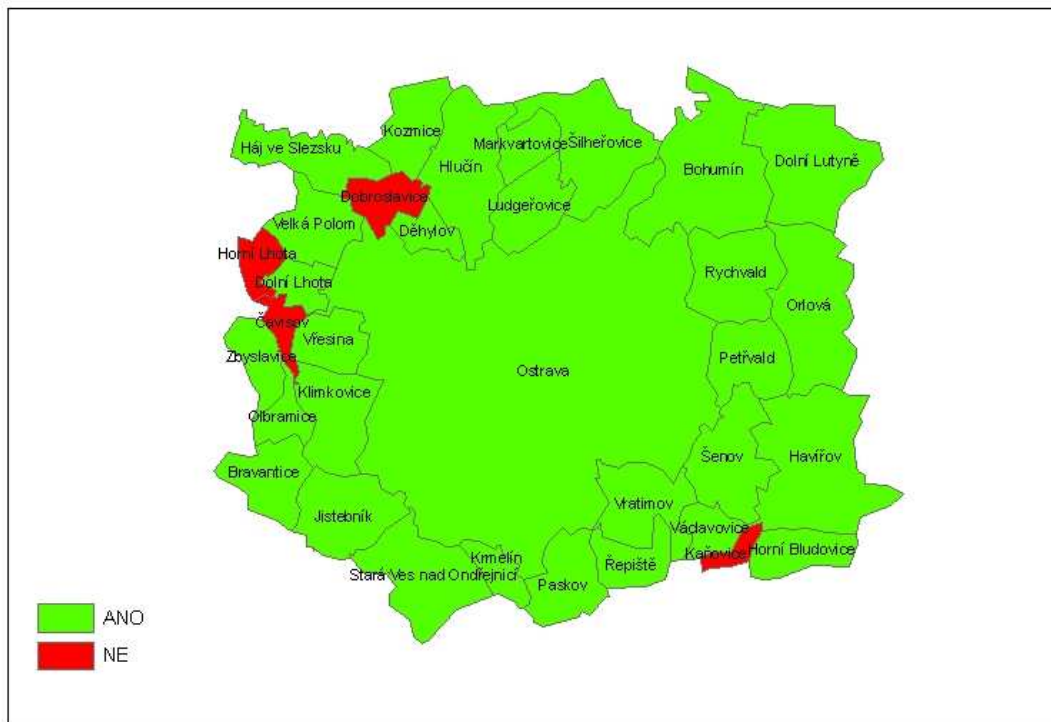 Kozmice
Háj ve Slezsku
Markvartovice
Šilheřovice
Hlučín
Bohumín
Dolní Lutyně
Dobroslavice
Ludgeřovice
Velká Polom
Děhylov
Horní Lhota
Rychvald
Dolní Lhota
Orlová
Čavisov
Vřesina
Zbyslavice
Petřvald
Ostrava
Klimkovice
Olbramice
Šenov
Havířov
Bravantice
Vratimov
Jistebník
Václavovice
Kaňovice
Horní Bludovice
Krmelín
Řepiště
Stará Ves nad Ondřejnicí
Paskov
ANO
NE